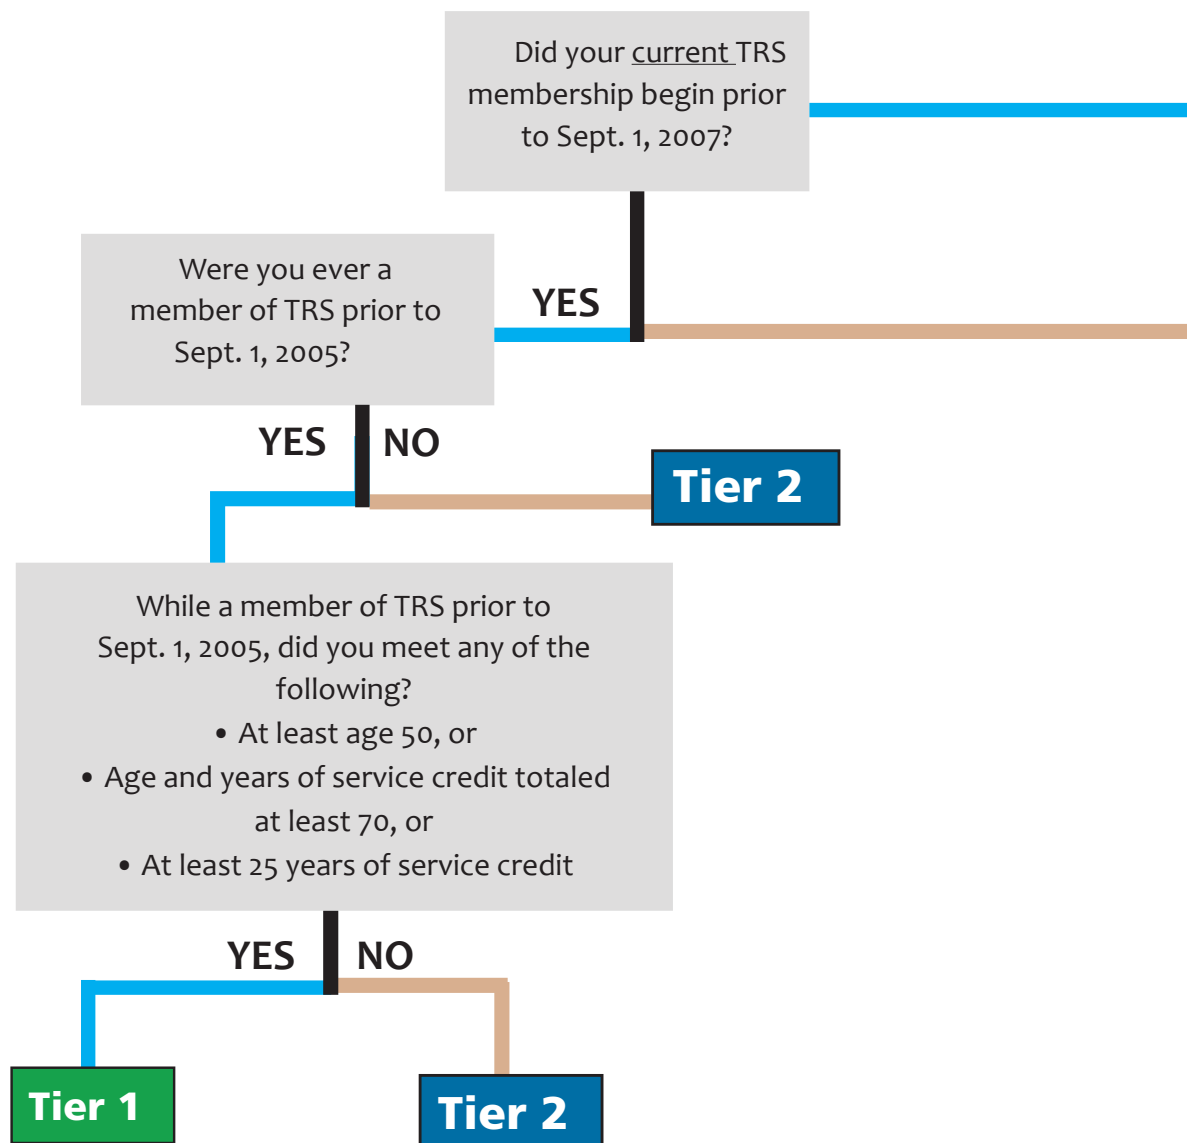 Did your current TRS
membership begin prior
to Sept. 1, 2007?
Were you ever a
member of TRS prior to
Sept. 1, 2005?
YES
YES
NO
Tier 2
While a member of TRS prior to
Sept. 1, 2005, did you meet any of the
following?
• At least age 50, or
• Age and years of service credit totaled
at least 70, or
• At least 25 years of service credit
YES
NO
Tier 1
Tier 2